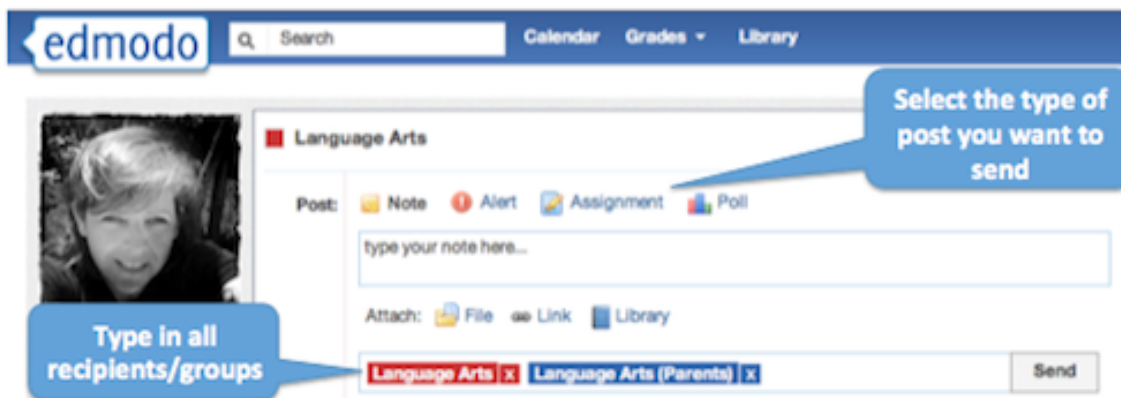 edmodo Search Calendar Grades Library
Select the type of
post you want to
send
Language Arts
Post: Note Alert Assignment Poll
type your note here...
Attach: File Link Library
Type in all
recipients/groups
Language Arts x Language Arts (Parents) x Send